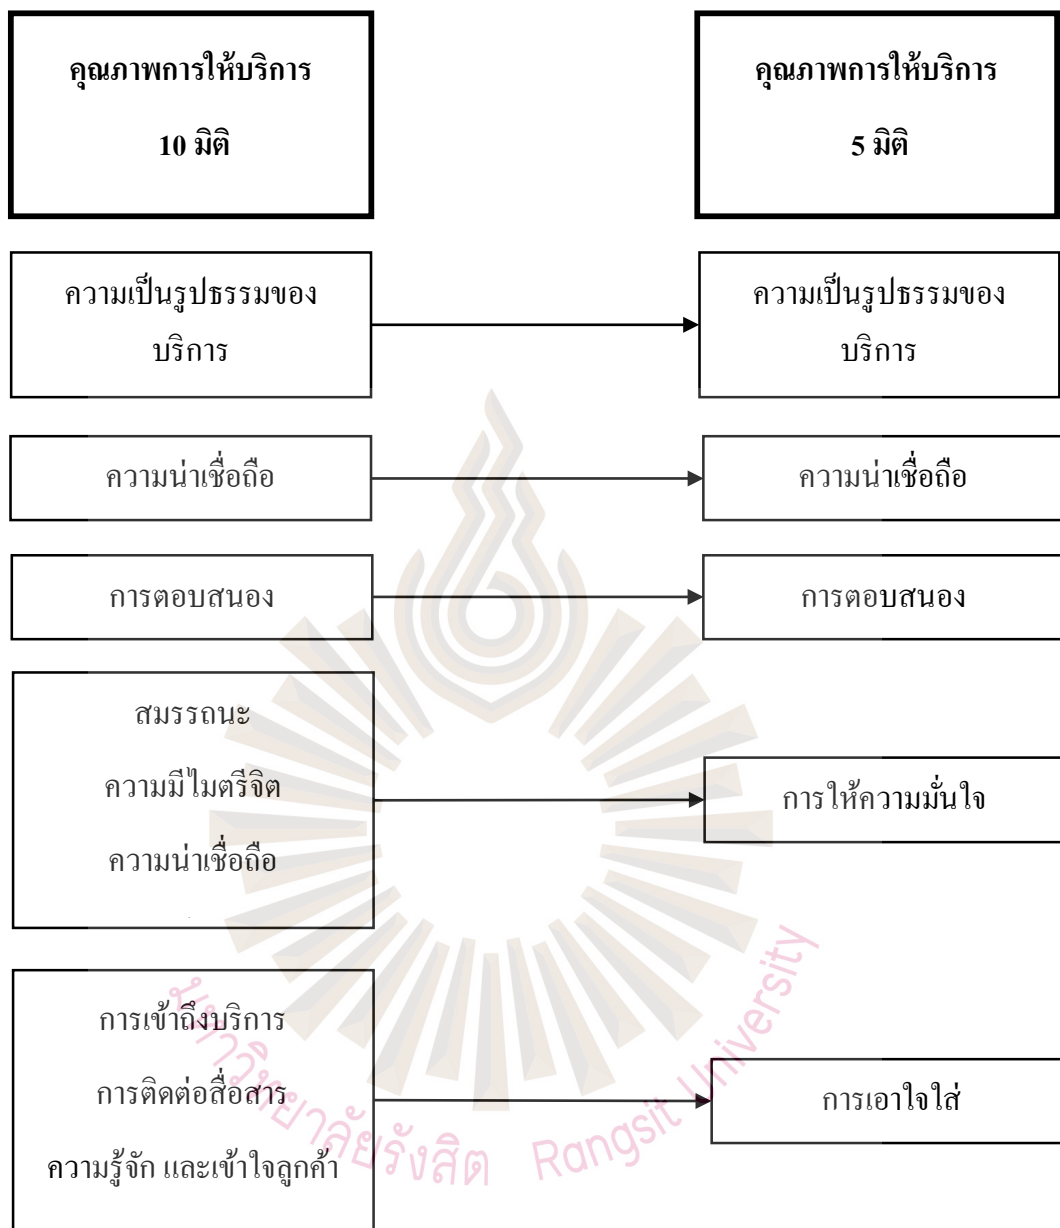 คุณภาพการให้บริการ
10 มิติ
คุณภาพการให้บริการ
5 มิติ
ความเป็นรูปธรรมของ
บริการ
ความเป็นรูปธรรมของ
บริการ
ความน่าเชื่อถือ
ความน่าเชื่อถือ
การตอบสนอง
การตอบสนอง
สมรรถนะ
ความมีไมตรีจิต
ความน่าเชื่อถือ
การให้ความมั่นใจ
การเข้าถึงบริการ
การติดต่อสื่อสาร
ความรู้จัก และเข้าใจลูกค้า
การเอาใจใส่
มหาวิทยาลัยรังสิต Rangsit University